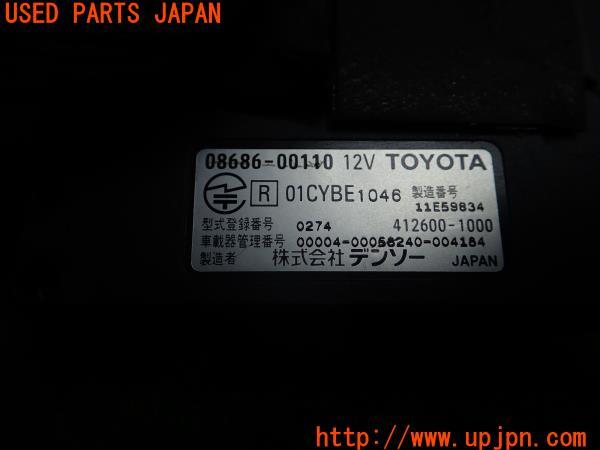 USED PARTS JAPAN
08686-00110 12V TOYOTA
R 01CYBE1046 製造番号
11E59834
型式登録番号 0274 412600-1000
車載器管理番号 00004-00056240-004184
製造者 株式会社デンソー JAPAN
UPJ
http://www.upjpn.com